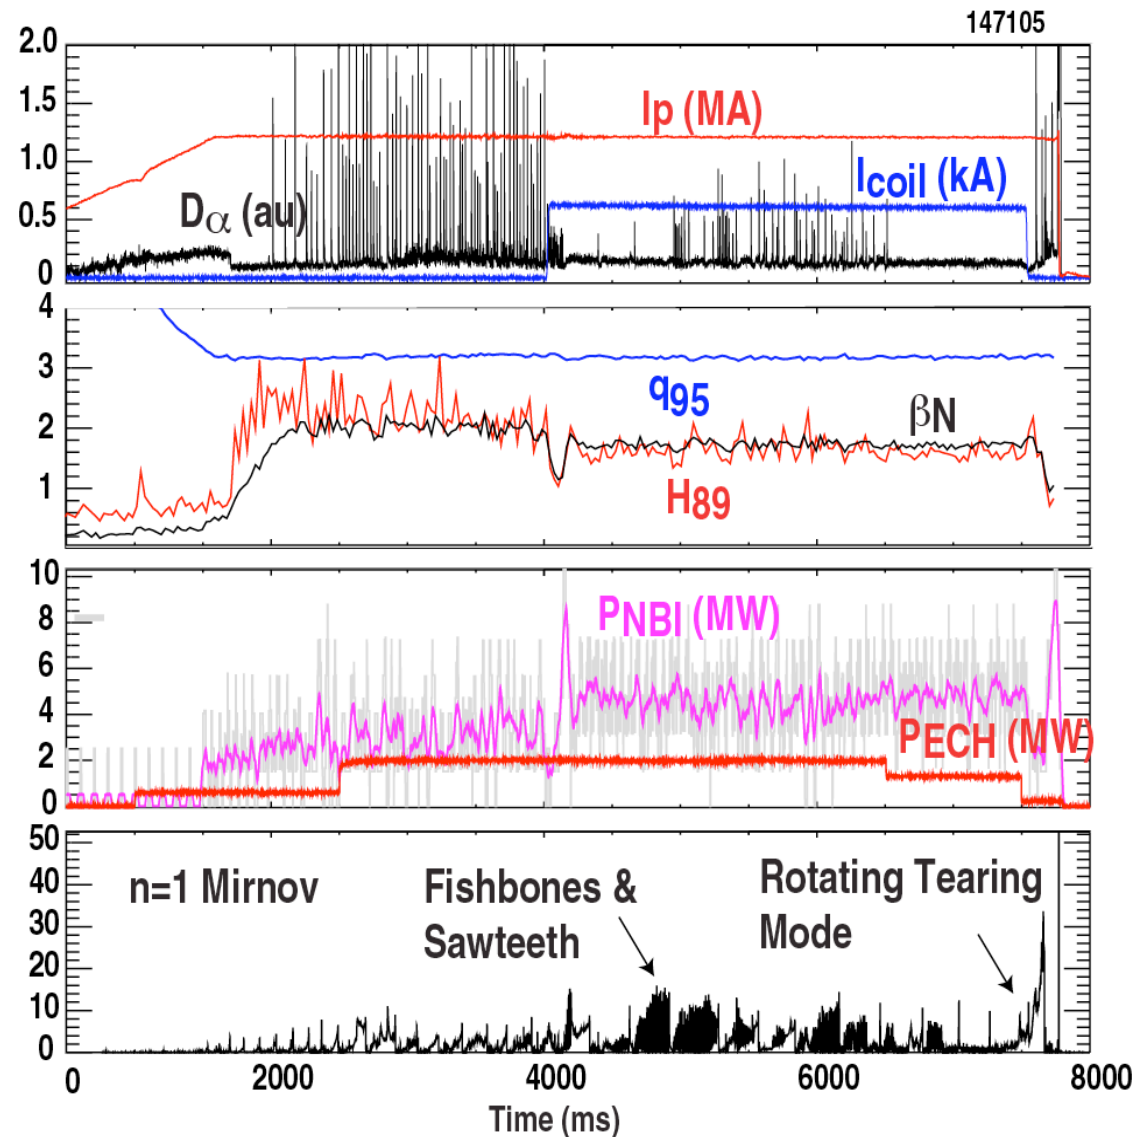 147105
2.0
1.5
1.0
0.5
0
Ip (MA)
Icoil (kA)
Dα (au)
4
3
2
1
q95
βN
H89
10
8
6
4
2
0
PNBI (MW)
PECH (MW)
50
40
30
20
10
0
n=1 Mirnov
Fishbones &
Sawteeth
Rotating Tearing
Mode
0 2000 4000 6000 8000
Time (ms)